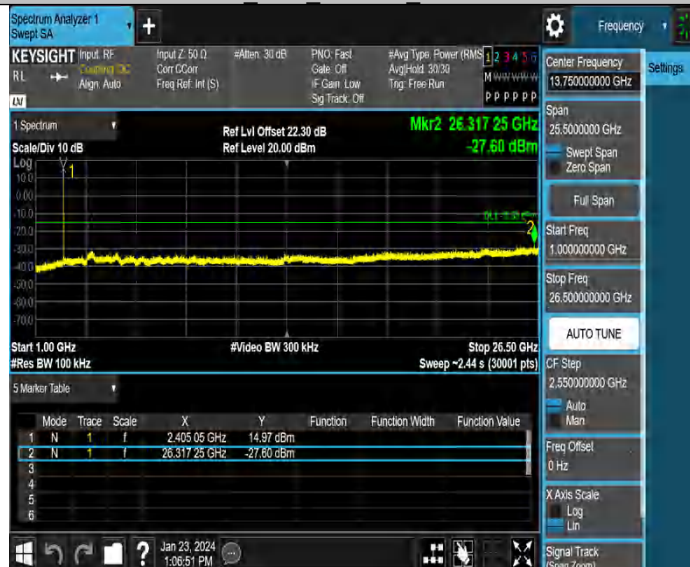 Spectrum Analyzer 1
Swept SA
+
Frequency
KEYSIGHT
RL
Input: RF
Coupling: DC
Align: Auto
Input Z: 50 Ω
Corr CCorr
Freq Ref: Int (S)
#Atten: 30 dB
PNO: Fast
Gate: Off
IF Gain: Low
Sig Track: Off
#Avg Type: Power (RMS)
Avg|Hold: 30/30
Trig: Free Run
1 2 3 4 5 6
M W W W W W
P P P P P P
Settings
1 Spectrum
Scale/Div 10 dB
Ref Lvl Offset 22.30 dB
Ref Level 20.00 dBm
Mkr2 26.317 25 GHz
-27.60 dBm
Log
1
10.0
0.00
-10.0
2
-20.0
-30.0
-40.0
-50.0
-60.0
-70.0
Start 1.00 GHz
#Video BW 300 kHz
Stop 26.50 GHz
#Res BW 100 kHz
Sweep ~2.44 s (30001 pts)
5 Marker Table
Mode Trace Scale X Y Function Function Width Function Value
1 N 1 f 2.405 05 GHz 14.97 dBm
2 N 1 f 26.317 25 GHz -27.60 dBm
3
4
5
6
Center Frequency
13.750000000 GHz
Span
25.5000000 GHz
Swept Span
Zero Span
Full Span
Start Freq
1.000000000 GHz
Stop Freq
26.500000000 GHz
AUTO TUNE
CF Step
2.550000000 GHz
Auto
Man
Freq Offset
0 Hz
X Axis Scale
Log
Lin
Signal Track
(Span Zoom)
?
Jan 23, 2024
1:06:51 PM